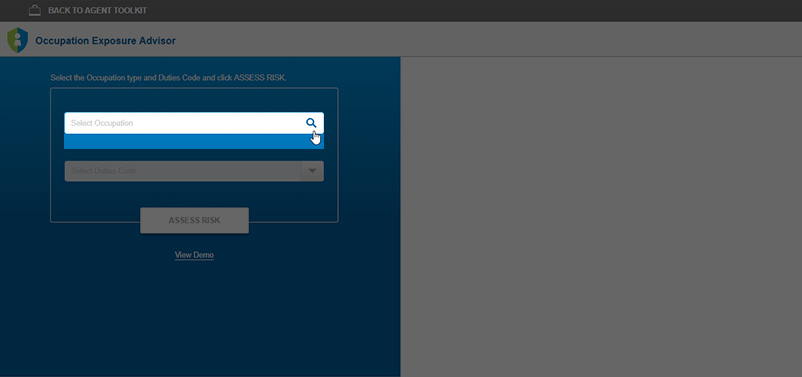 BACK TO AGENT TOOLKIT
Occupation Exposure Advisor
Select the Occupation type and Duties Code and click ASSESS RISK.
Select Occupation
Select Duties Code
ASSESS RISK
View Demo